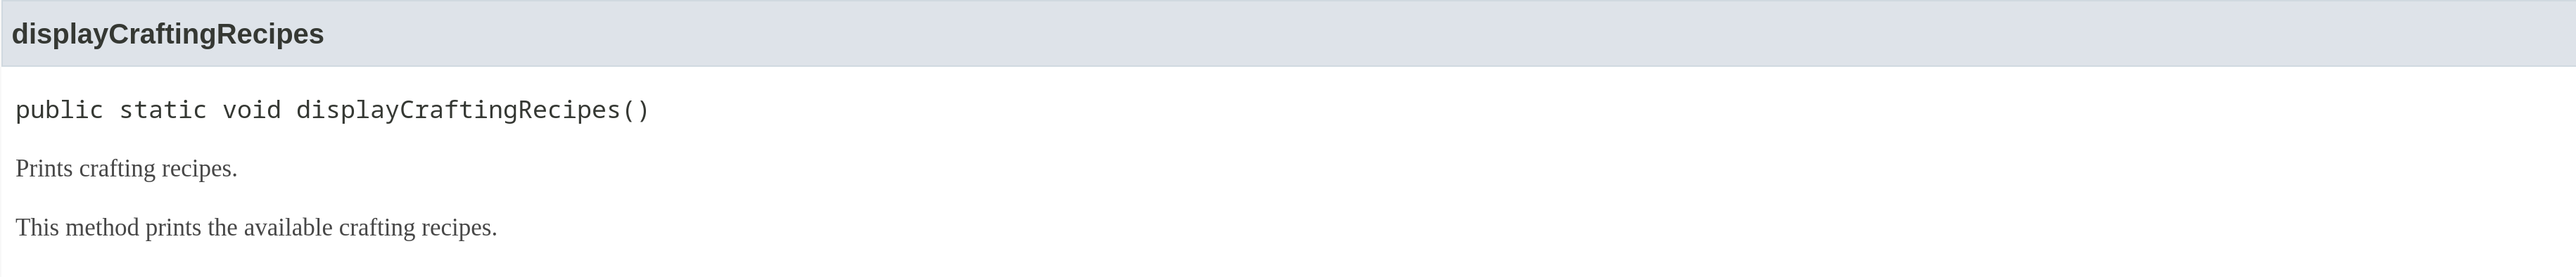 displayCraftingRecipes
public static void displayCraftingRecipes()
Prints crafting recipes.
This method prints the available crafting recipes.